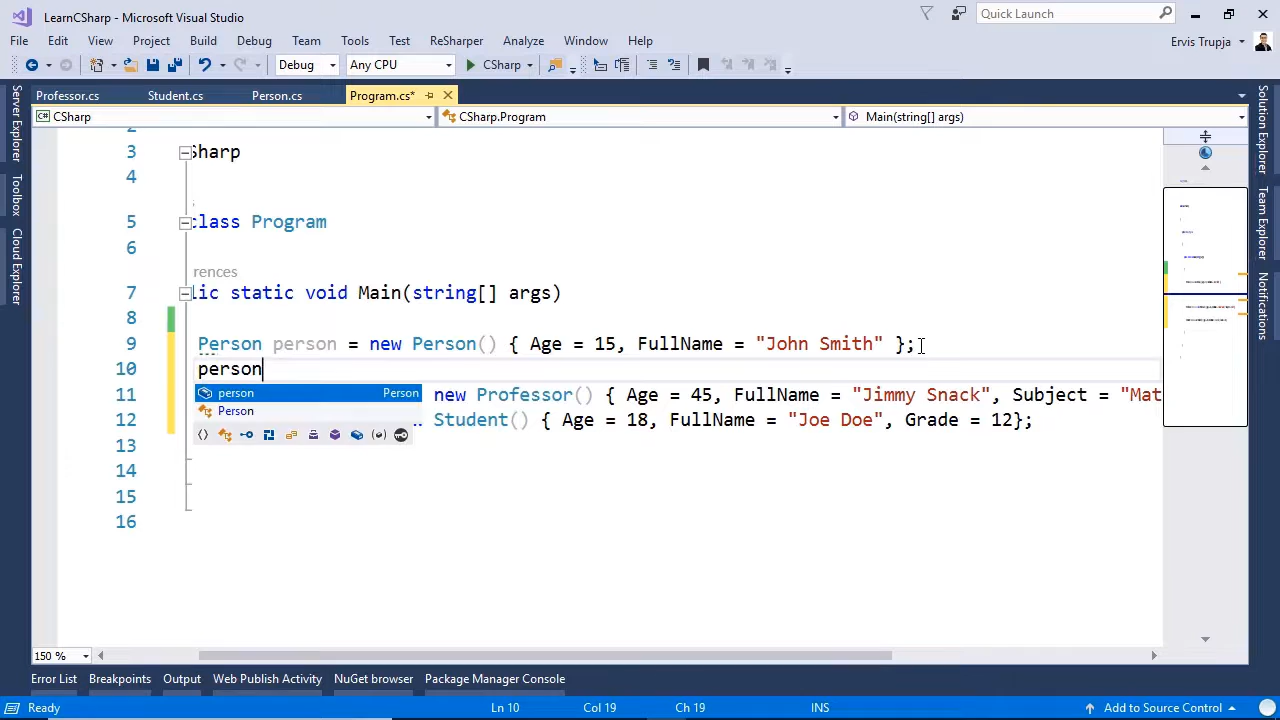 LearnCSharp - Microsoft Visual Studio
Quick Launch
File Edit View Project Build Debug Team Tools Test ReSharper Analyze Window Help
Ervis Trupja
Debug Any CPU CSharp
Professor.cs Student.cs Person.cs Program.cs*
CSharp CSharp.Program Main(string[] args)
Server Explorer
Toolbox
Cloud Explorer
Solution Explorer
Team Explorer
Notifications
2
3 Sharp
4
5 class Program
6
rences
7 lic static void Main(string[] args)
8
9 Person person = new Person() { Age = 15, FullName = "John Smith" };
10 person
person Person
Person
11 new Professor() { Age = 45, FullName = "Jimmy Snack", Subject = "Mat
12 Student() { Age = 18, FullName = "Joe Doe", Grade = 12};
13
14
15
16
150 %
Error List Breakpoints Output Web Publish Activity NuGet browser Package Manager Console
Ready Ln 10 Col 19 Ch 19 INS Add to Source Control